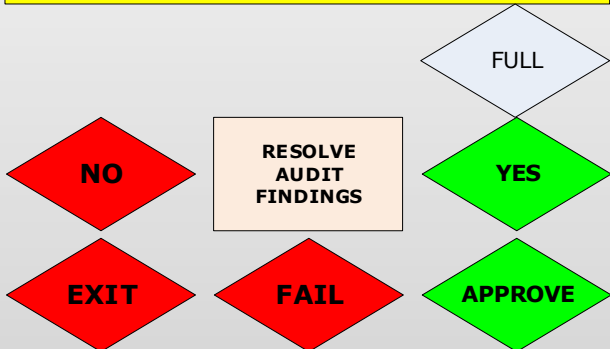 FULL
NO
RESOLVE
AUDIT
FINDINGS
YES
EXIT
FAIL
APPROVE